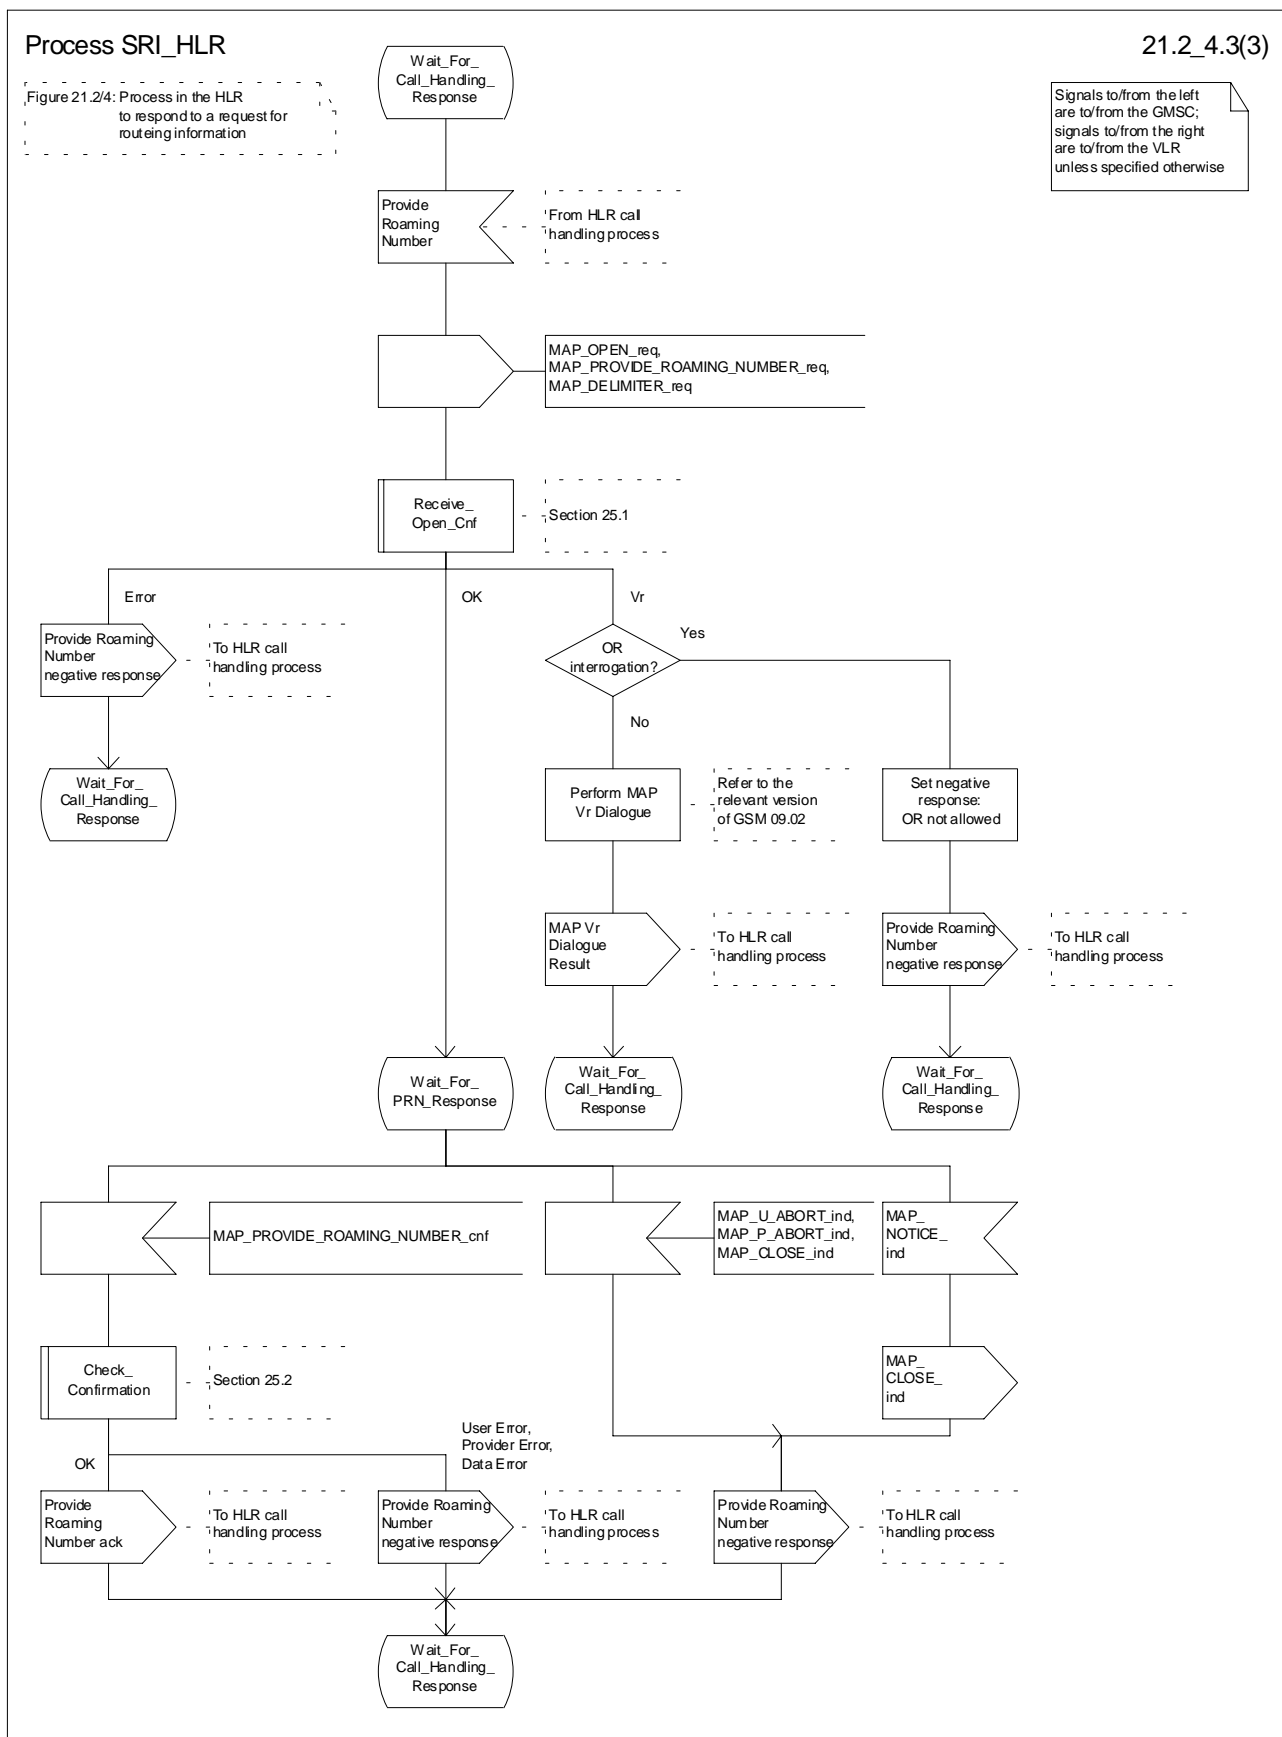 Process SRI_HLR
21.2_4.3(3)
Figure 21.2/4: Process in the HLR
to respond to a request for
routeing information
Wait_For_
Call_Handling_
Response
Signals to/from the left
are to/from the GMSC;
signals to/from the right
are to/from the VLR
unless specified otherwise
Provide
Roaming
Number
From HLR call
handling process
MAP_OPEN_req,
MAP_PROVIDE_ROAMING_NUMBER_req,
MAP_DELIMITER_req
Receive_
Open_Cnf
Section 25.1
Error
OK
Vr
Provide Roaming
Number
negative response
To HLR call
handling process
OR
interrogation?
Yes
No
Wait_For_
Call_Handling_
Response
Perform MAP
Vr Dialogue
Refer to the
relevant version
of GSM 09.02
Set negative
response:
OR not allowed
MAP Vr
Dialogue
Result
To HLR call
handling process
Provide Roaming
Number
negative response
To HLR call
handling process
Wait_For_
PRN_Response
Wait_For_
Call_Handling_
Response
Wait_For_
Call_Handling_
Response
MAP_PROVIDE_ROAMING_NUMBER_cnf
MAP_U_ABORT_ind,
MAP_P_ABORT_ind,
MAP_CLOSE_ind
MAP_
NOTICE_
ind
Check_
Confirmation
Section 25.2
MAP_
CLOSE_
ind
OK
User Error,
Provider Error,
Data Error
Provide
Roaming
Number ack
To HLR call
handling process
Provide Roaming
Number
negative response
To HLR call
handling process
Provide Roaming
Number
negative response
To HLR call
handling process
Wait_For_
Call_Handling_
Response